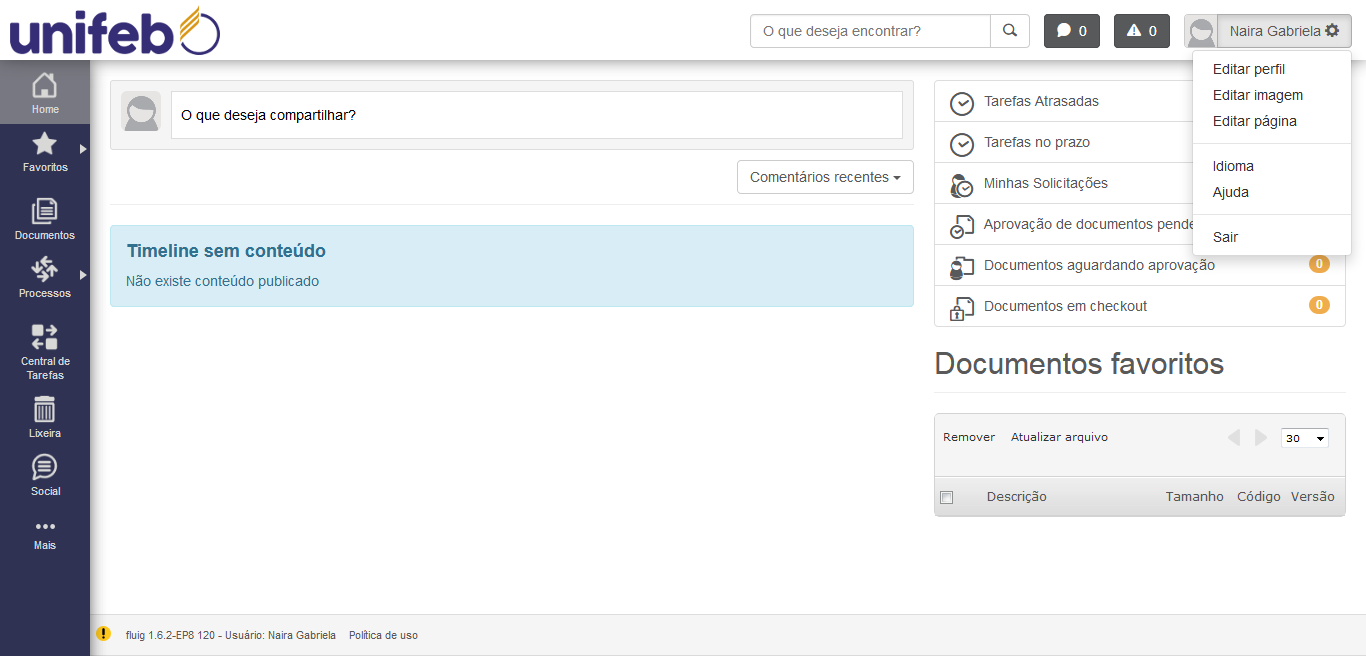 unifeb
O que deseja encontrar?
0
0
Naira Gabriela
Editar perfil
Editar imagem
Editar página
Idioma
Ajuda
Sair
Home
Favoritos
Documentos
Processos
Central de
Tarefas
Lixeira
Social
Mais
O que deseja compartilhar?
Comentários recentes
Timeline sem conteúdo
Não existe conteúdo publicado
Tarefas Atrasadas
Tarefas no prazo
Minhas Solicitações
Aprovação de documentos pende
Documentos aguardando aprovação 0
Documentos em checkout 0
Documentos favoritos
Remover Atualizar arquivo 30
Descrição Tamanho Código Versão
fluig 1.6.2-EP8 120 - Usuário: Naira Gabriela Política de uso